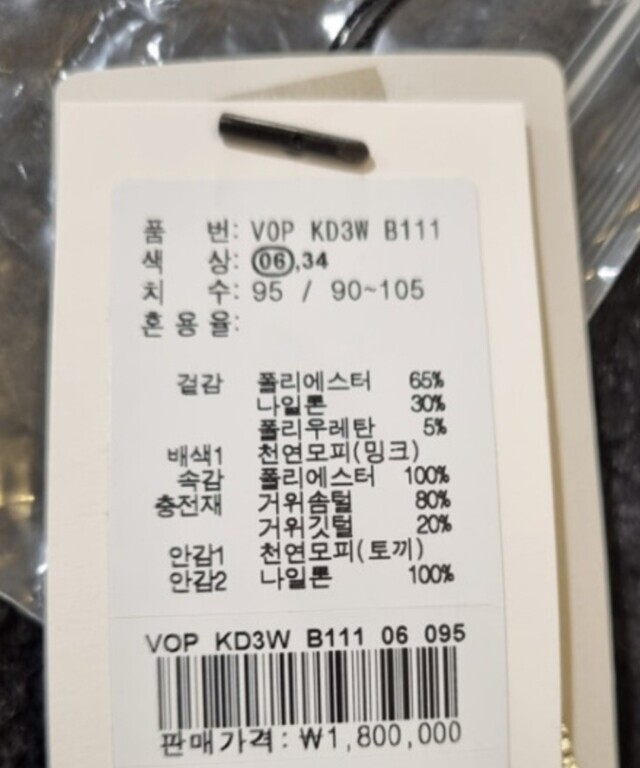 품 번: VOP KD3W B111
색 상: 06,34
치 수: 95 / 90~105
혼 용 율:
겉감 폴리에스터 65%
나일론 30%
폴리우레탄 5%
배색1 천연모피(밍크)
속감 폴리에스터 100%
충전재 거위솜털 80%
거위깃털 20%
안감1 천연모피(토끼)
안감2 나일론 100%
VOP KD3W B111 06 095
판매가격:₩1,800,000